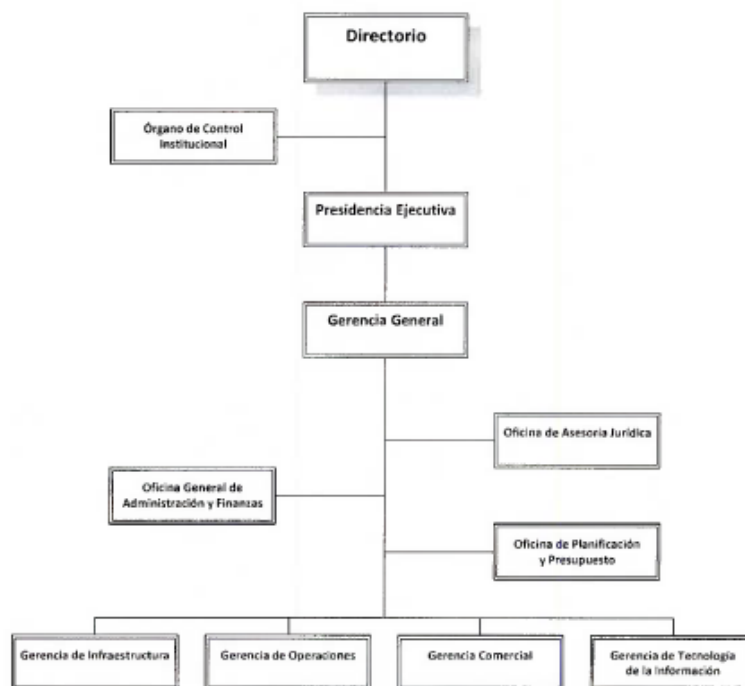 Directorio
Órgano de Control
Institucional
Presidencia Ejecutiva
Gerencia General
Oficina de Asesoría Jurídica
Oficina General de
Administración y Finanzas
Oficina de Planificación
y Presupuesto
Gerencia de Infraestructura
Gerencia de Operaciones
Gerencia Comercial
Gerencia de Tecnología
de la Información